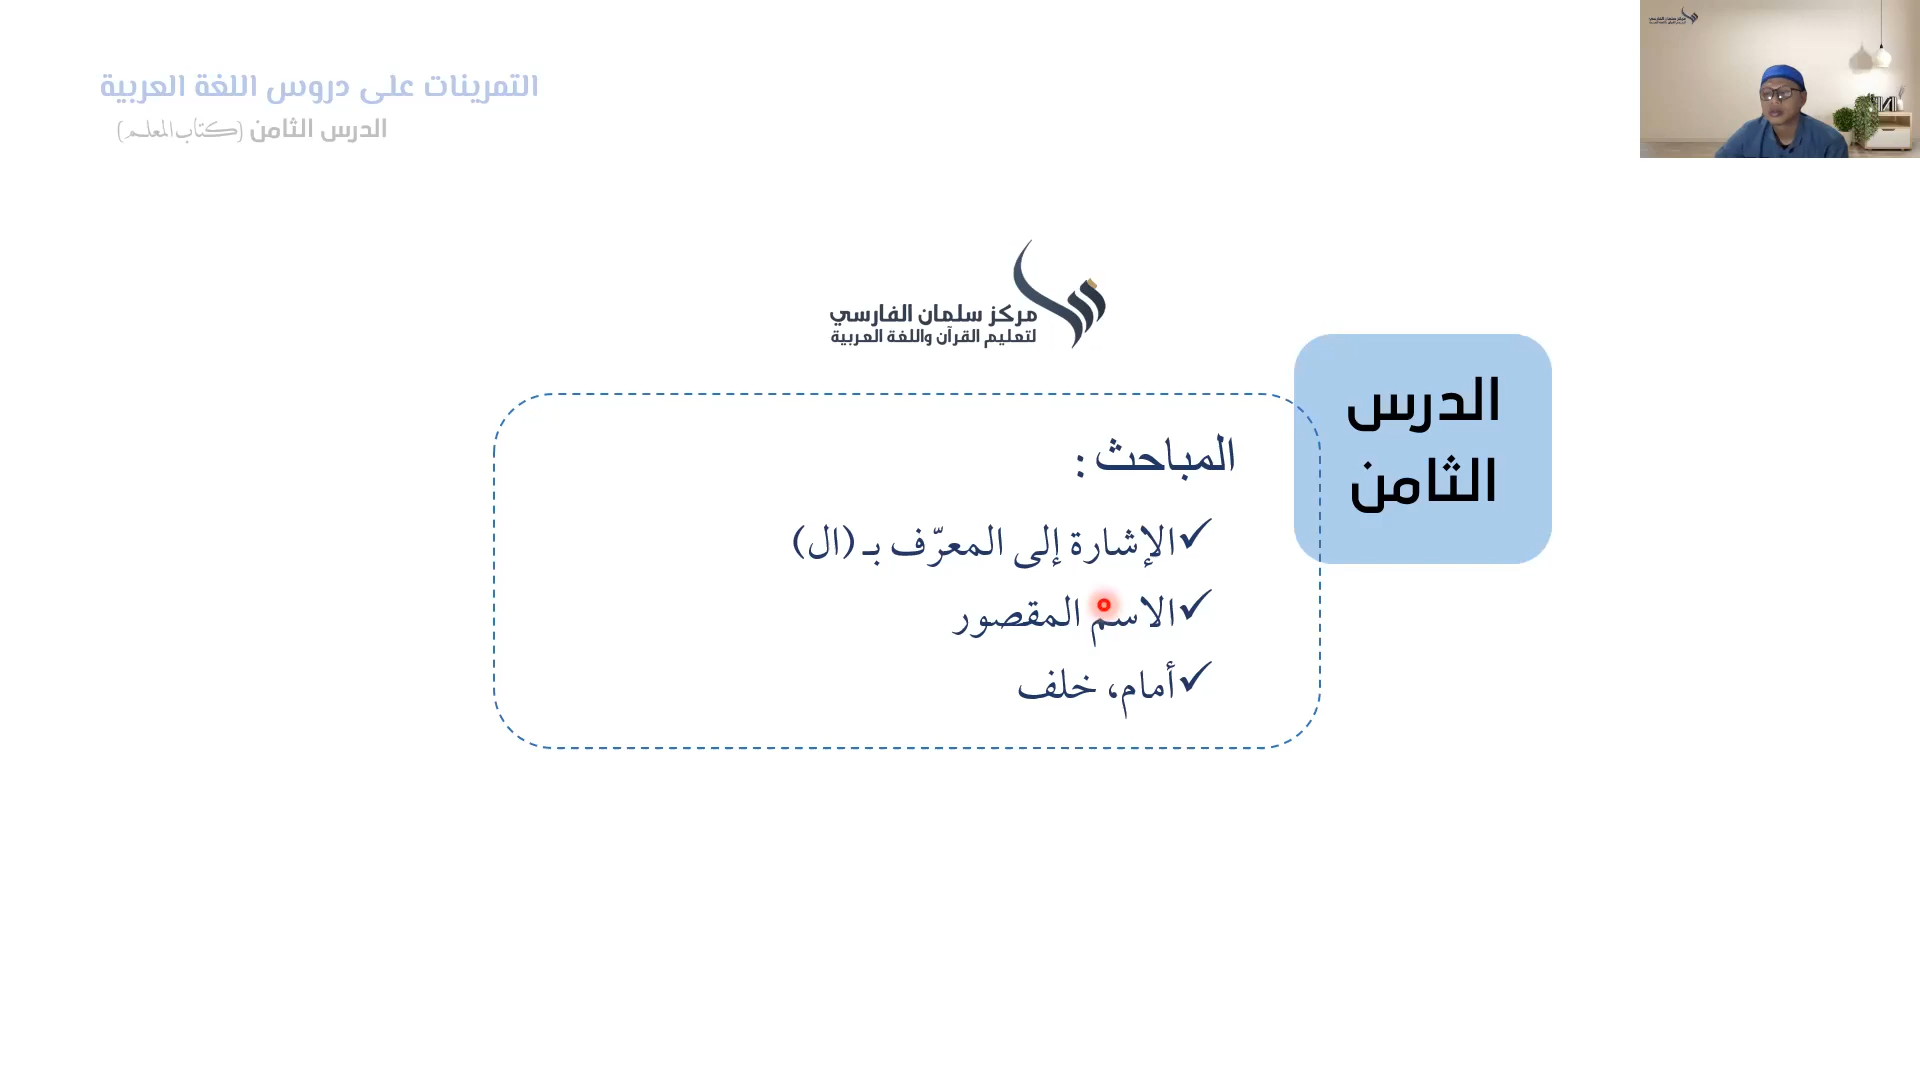 التمرينات على دروس اللغة العربية
الدرس الثامن (كتاب المعلم)
مركز سلمان الفارسي
لتعليم القرآن واللغة العربية
الدرس
الثامن
المباحث :
✓الإشارة إلى المعرّف بـ (ال)
✓الاسم المقصور
✓أمام، خلف